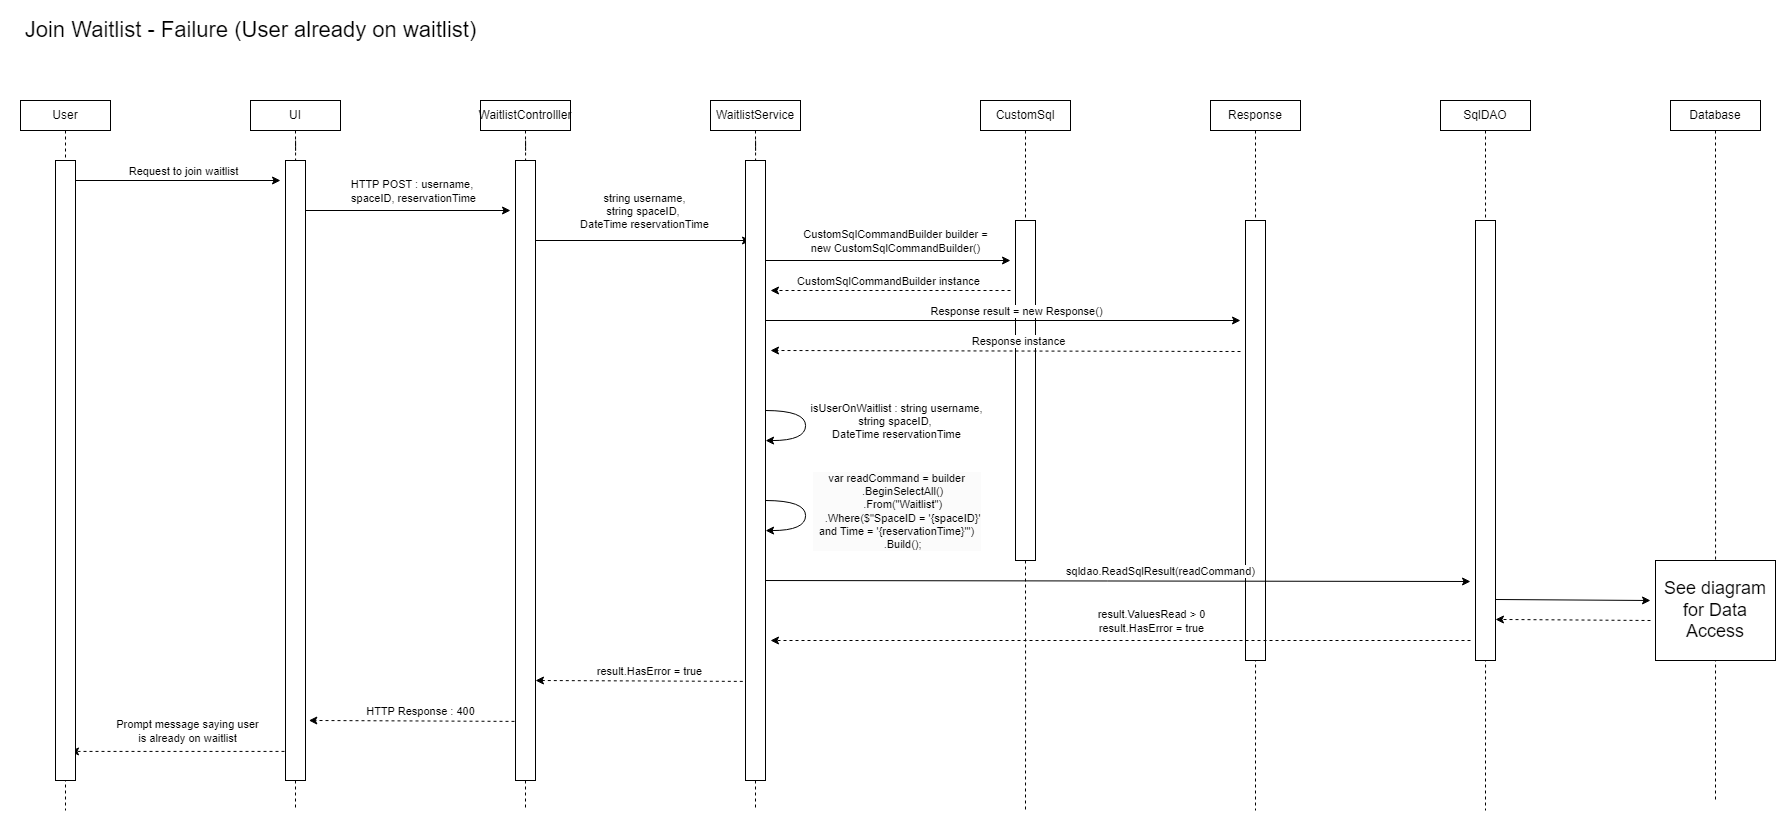 Join Waitlist - Failure (User already on waitlist)
User
UI
WaitlistControlller
WaitlistService
CustomSql
Response
SqlDAO
Database
Request to join waitlist
HTTP POST : username,
spaceID, reservationTime
string username,
string spaceID,
DateTime reservationTime
CustomSqlCommandBuilder builder =
new CustomSqlCommandBuilder()
CustomSqlCommandBuilder instance
Response result = new Response()
Response instance
isUserOnWaitlist : string username,
string spaceID,
DateTime reservationTime
var readCommand = builder
.BeginSelectAll()
.From("Waitlist")
.Where($"SpaceID = '{spaceID}'
and Time = '{reservationTime}'")
.Build();
sqldao.ReadSqlResult(readCommand)
See diagram
for Data
Access
result.ValuesRead > 0
result.HasError = true
result.HasError = true
HTTP Response : 400
Prompt message saying user
is already on waitlist